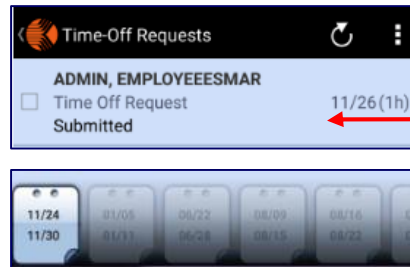 Time-Off Requests
ADMIN, EMPLOYEEESMAR
Time Off Request 11/26(1h)
Submitted
11/24 01/05 06/22 08/09 08/16
11/30 01/11 06/28 08/15 08/22